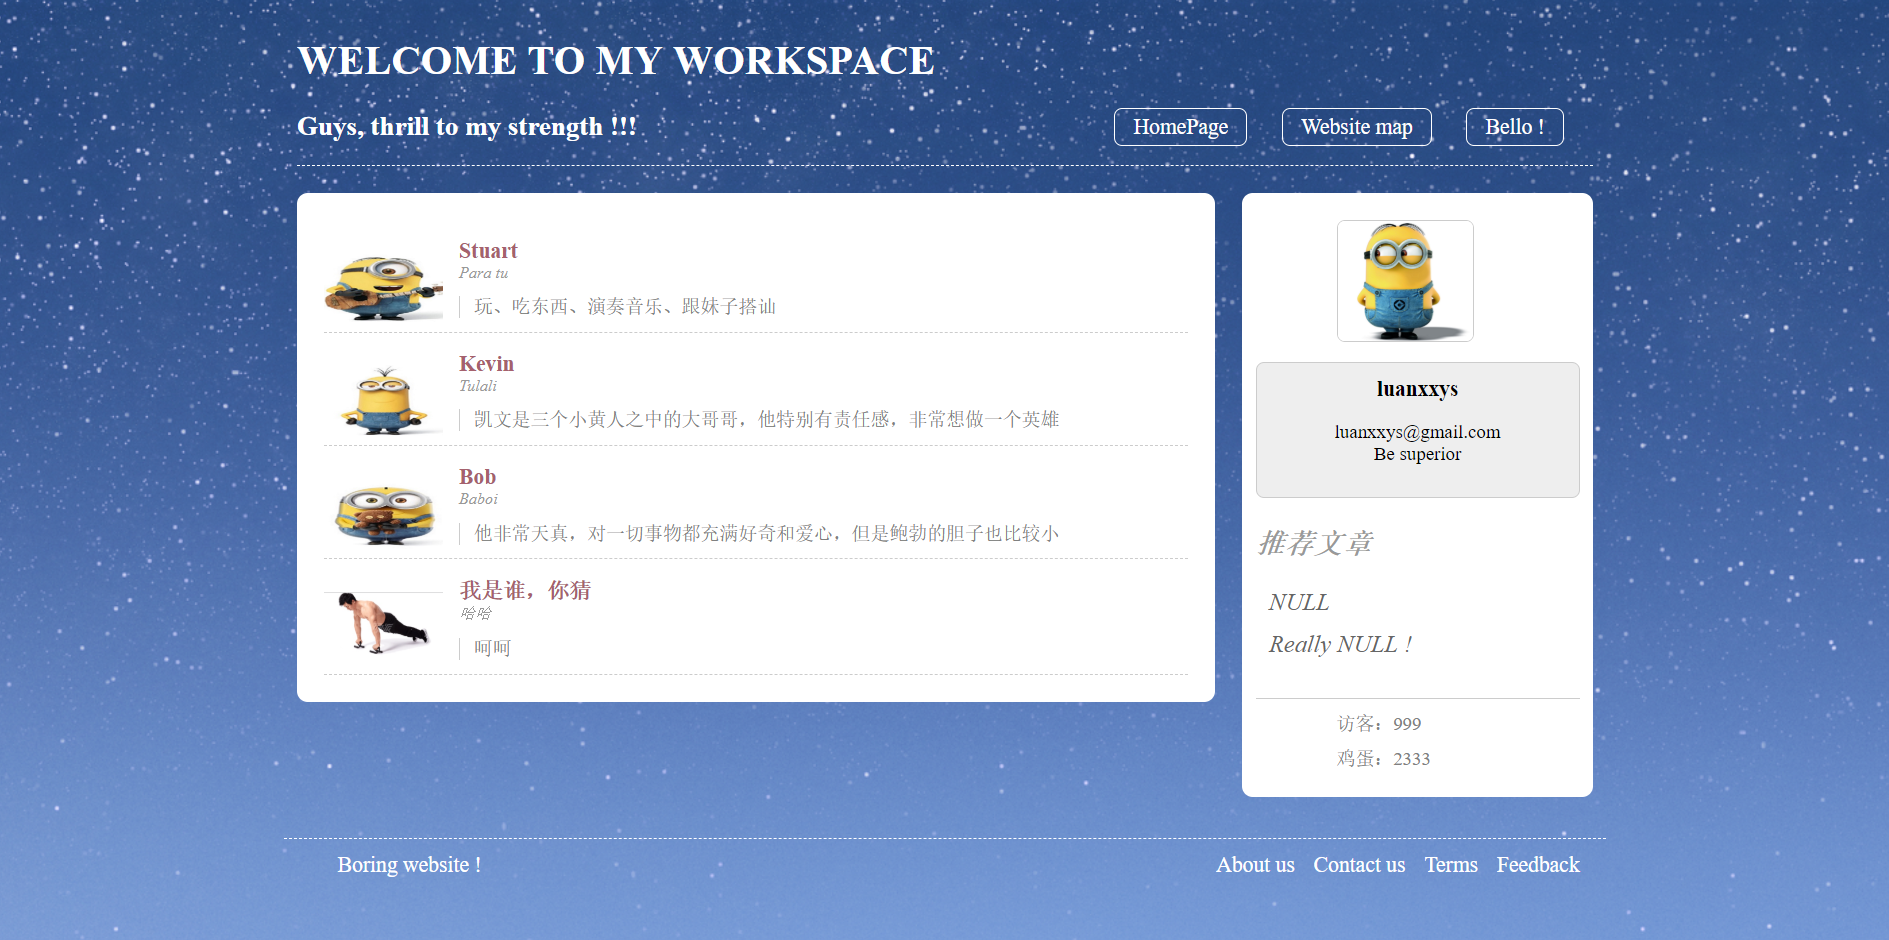 WELCOME TO MY WORKSPACE
Guys, thrill to my strength !!!
HomePage
Website map
Bello !
Stuart
Para tu
玩、吃东西、演奏音乐、跟妹子搭讪
Kevin
Tulali
凯文是三个小黄人之中的大哥哥，他特别有责任感，非常想做一个英雄
Bob
Baboi
他非常天真，对一切事物都充满好奇和爱心，但是鲍勃的胆子也比较小
我是谁，你猜
哈哈
呵呵
luanxxys
luanxxys@gmail.com
Be superior
推荐文章
NULL
Really NULL !
访客：999
鸡蛋：2333
Boring website !
About us
Contact us
Terms
Feedback